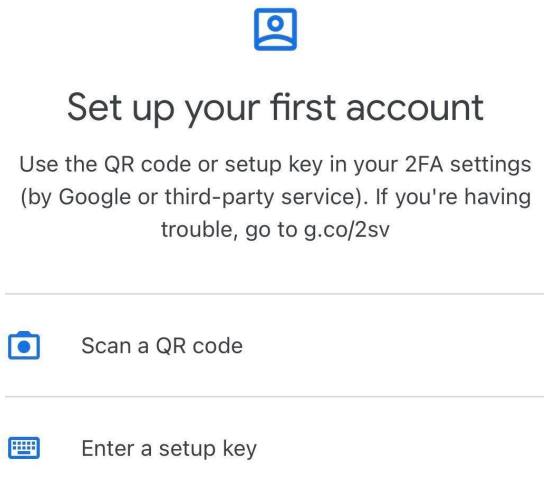 Set up your first account
Use the QR code or setup key in your 2FA settings
(by Google or third-party service). If you're having
trouble, go to g.co/2sv
Scan a QR code
Enter a setup key